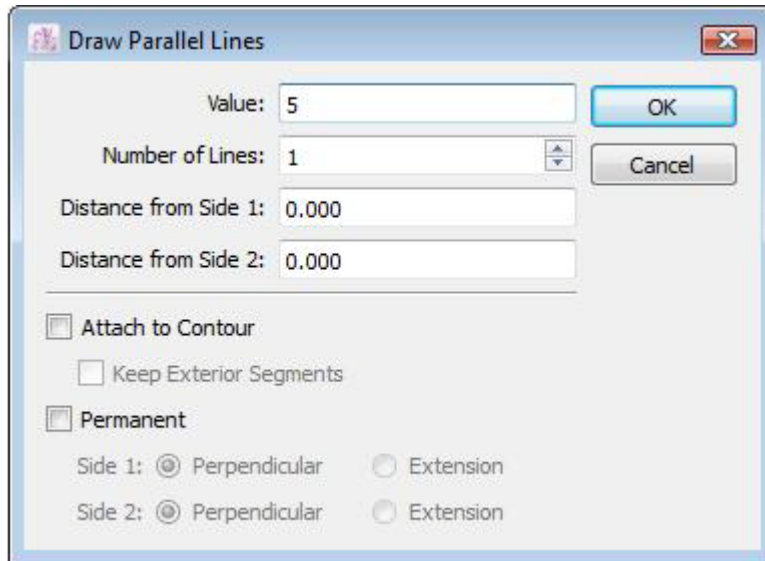 Draw Parallel Lines
Value: 5
OK
Number of Lines: 1
Cancel
Distance from Side 1: 0.000
Distance from Side 2: 0.000
Attach to Contour
Keep Exterior Segments
Permanent
Side 1: Perpendicular Extension
Side 2: Perpendicular Extension